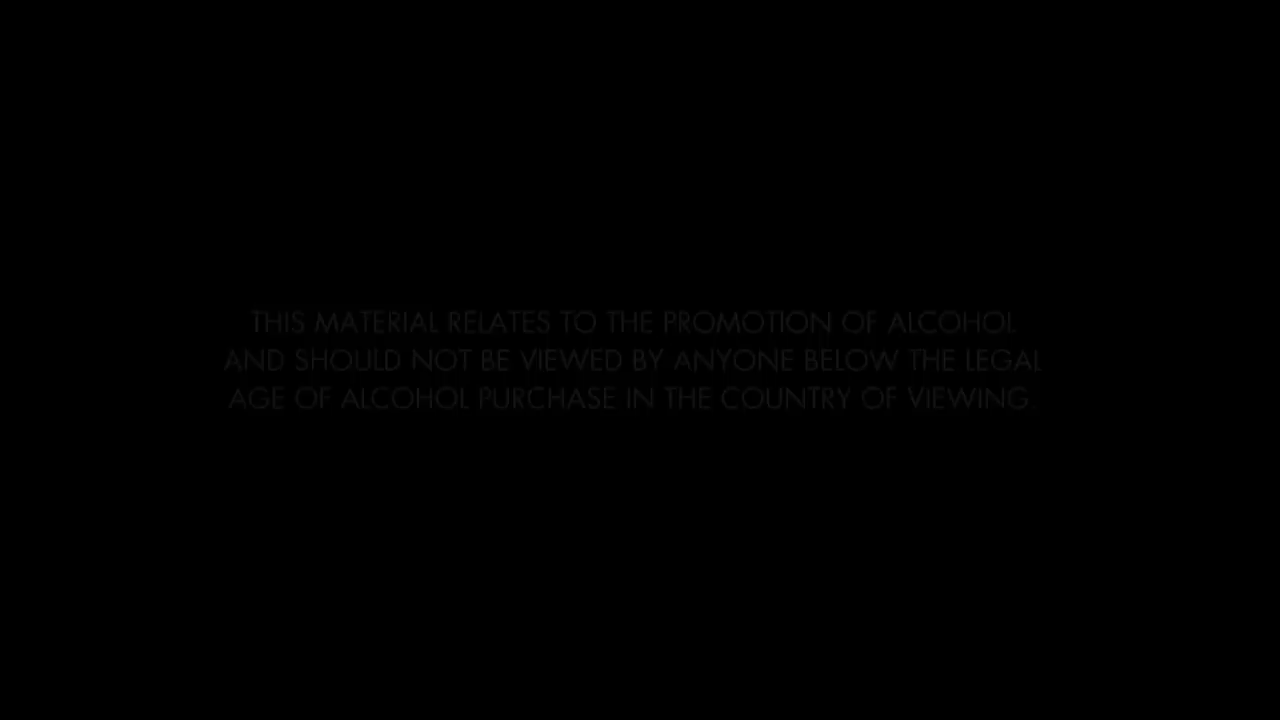 THIS MATERIAL RELATES TO THE PROMOTION OF ALCOHOL
AND SHOULD NOT BE VIEWED BY ANYONE BELOW THE LEGAL
AGE OF ALCOHOL PURCHASE IN THE COUNTRY OF VIEWING.